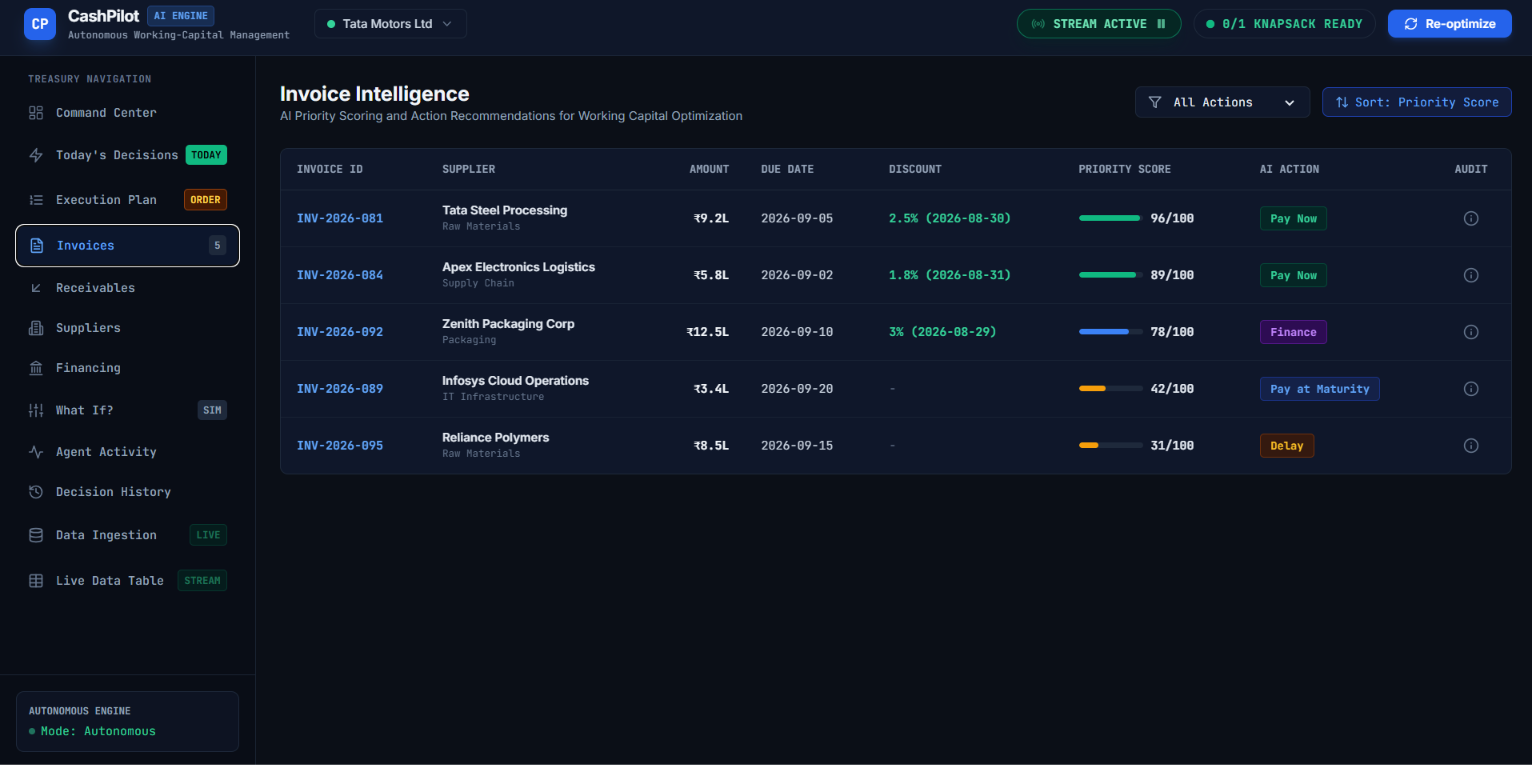 CP CashPilot AI ENGINE
Autonomous Working-Capital Management
Tata Motors Ltd
STREAM ACTIVE
0/1 KNAPSACK READY
Re-optimize
TREASURY NAVIGATION
Command Center
Today's Decisions TODAY
Execution Plan ORDER
Invoices 5
Receivables
Suppliers
Financing
What If? SIM
Agent Activity
Decision History
Data Ingestion LIVE
Live Data Table STREAM
AUTONOMOUS ENGINE
Mode: Autonomous
Invoice Intelligence
AI Priority Scoring and Action Recommendations for Working Capital Optimization
All Actions
Sort: Priority Score
INVOICE ID SUPPLIER AMOUNT DUE DATE DISCOUNT PRIORITY SCORE AI ACTION AUDIT
INV-2026-081 Tata Steel Processing ₹9.2L 2026-09-05 2.5% (2026-08-30) 96/100 Pay Now
Raw Materials
INV-2026-084 Apex Electronics Logistics ₹5.8L 2026-09-02 1.8% (2026-08-31) 89/100 Pay Now
Supply Chain
INV-2026-092 Zenith Packaging Corp ₹12.5L 2026-09-10 3% (2026-08-29) 78/100 Finance
Packaging
INV-2026-089 Infosys Cloud Operations ₹3.4L 2026-09-20 - 42/100 Pay at Maturity
IT Infrastructure
INV-2026-095 Reliance Polymers ₹8.5L 2026-09-15 - 31/100 Delay
Raw Materials